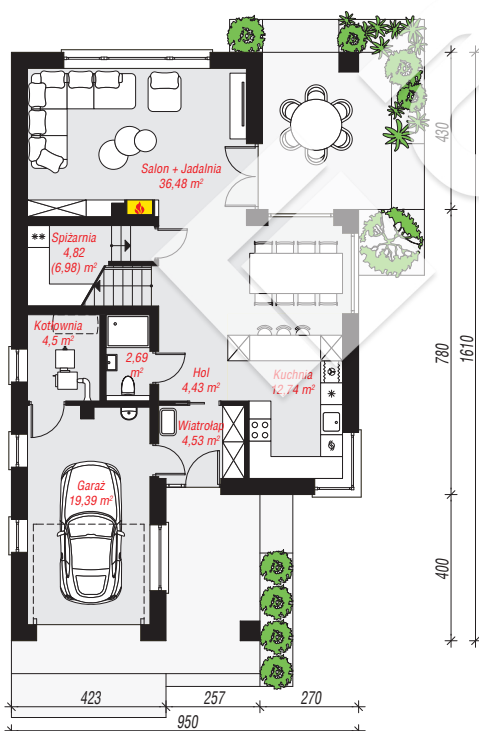 Salon + Jadalnia
36,48 m²
430
Spiżarnia
4,82
(6,98) m²
Kotłownia
4,5 m²
2,69
m²
Hol
4,43 m²
Kuchnia
12,74 m²
780
1610
Wiatrołap
4,53 m²
Garaż
19,39 m²
400
423
257
270
950